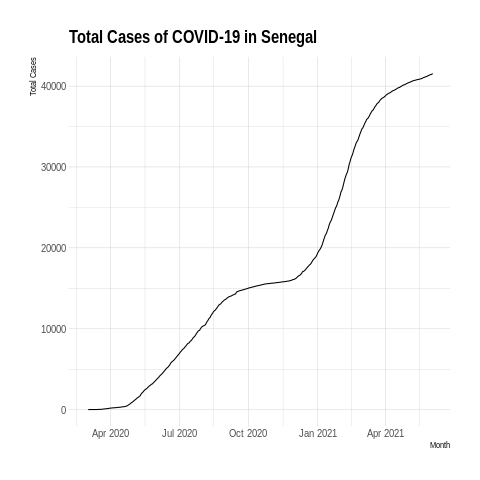 Total Cases of COVID-19 in Senegal
Total Cases
40000
30000
20000
10000
0
Apr 2020 Jul 2020 Oct 2020 Jan 2021 Apr 2021
Month